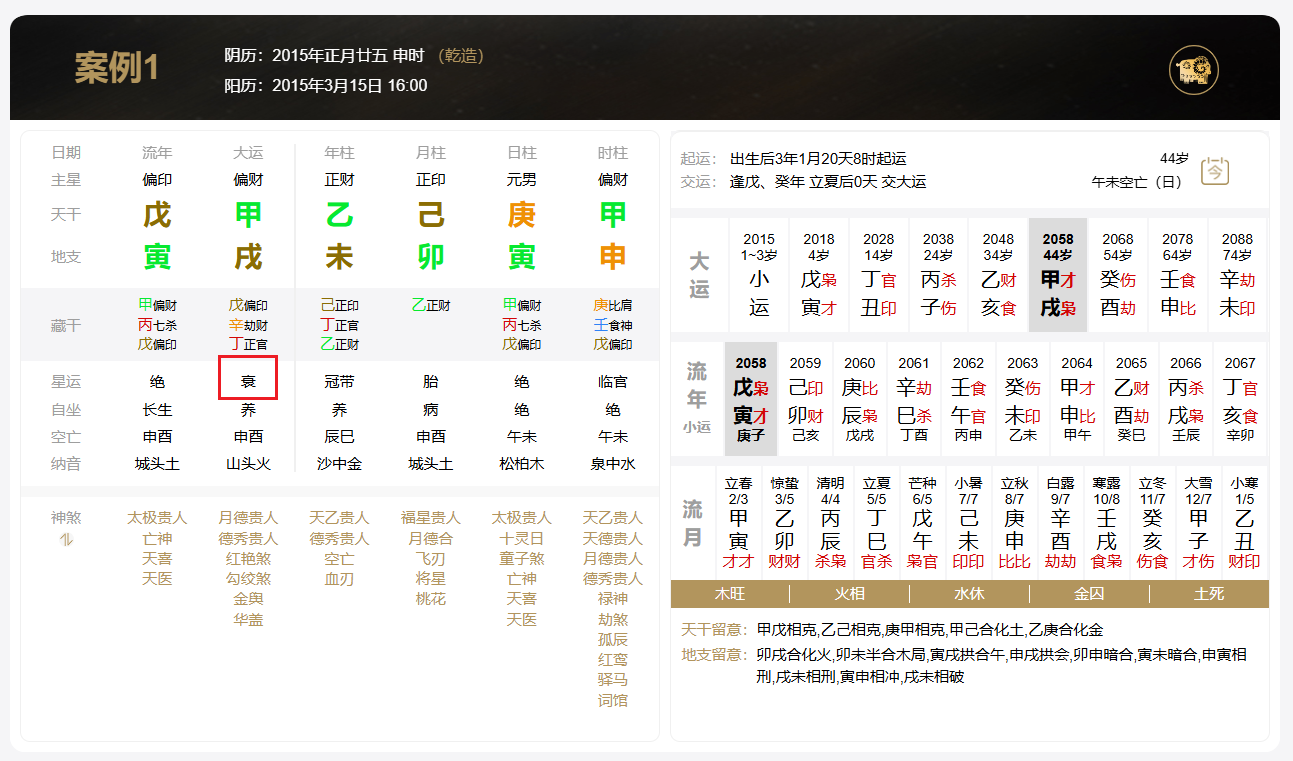 案例1
阴历：2015年正月廿五 申时 （乾造）
阳历：2015年3月15日 16:00
日期 流年 大运 年柱 月柱 日柱 时柱
主星 偏印 偏财 正财 正印 元男 偏财
天干 戊 甲 乙 己 庚 甲
地支 寅 戌 未 卯 寅 申
藏干
甲偏财 戊偏印 己正印 乙正财 甲偏财 庚比肩
丙七杀 辛劫财 丁正官 丙七杀 壬食神
戊偏印 丁正官 乙正财 戊偏印 戊偏印
星运 绝 衰 冠带 胎 绝 临官
自坐 长生 养 养 病 绝 绝
空亡 申酉 申酉 辰巳 申酉 午未 午未
纳音 城头土 山头火 沙中金 城头土 松柏木 泉中水
神煞 太极贵人 月德贵人 天乙贵人 福星贵人 太极贵人 天乙贵人
亡神 德秀贵人 德秀贵人 月德合 十灵日 天德贵人
天喜 红艳煞 空亡 飞刃 童子煞 月德贵人
天医 勾绞煞 血刃 将星 亡神 德秀贵人
金舆 桃花 天喜 禄神
华盖 天医 劫煞
孤辰
红鸾
驿马
词馆
起运： 出生后3年1月20天8时起运 44岁
交运： 逢戊、癸年 立夏后0天 交大运 午未空亡（日）
今
大运
2015 2018 2028 2038 2048 2058 2068 2078 2088
1~3岁 4岁 14岁 24岁 34岁 44岁 54岁 64岁 74岁
小 戊枭 丁官 丙杀 乙财 甲才 癸伤 壬食 辛劫
运 寅才 丑印 子伤 亥食 戌枭 酉劫 申比 未印
流年
小运
2058 2059 2060 2061 2062 2063 2064 2065 2066 2067
戊枭 己印 庚比 辛劫 壬食 癸伤 甲才 乙财 丙杀 丁官
寅才 卯财 辰枭 巳杀 午官 未印 申比 酉劫 戌枭 亥食
庚子 己亥 戊戌 丁酉 丙申 乙未 甲午 癸巳 壬辰 辛卯
流月
立春 惊蛰 清明 立夏 芒种 小暑 立秋 白露 寒露 立冬 大雪 小寒
2/3 3/5 4/4 5/5 6/5 7/7 8/7 9/7 10/8 11/7 12/7 1/5
甲 乙 丙 丁 戊 己 庚 辛 壬 癸 甲 乙
寅 卯 辰 巳 午 未 申 酉 戌 亥 子 丑
才才 财财 杀枭 官杀 枭官 印印 比比 劫劫 食枭 伤食 才伤 财印
木旺 火相 水休 金囚 土死
天干留意： 甲戊相克,乙己相克,庚甲相克,甲己合化土,乙庚合化金
地支留意： 卯戌合化火,卯未半合木局,寅戌拱合午,申戌拱会,卯申暗合,寅未暗合,申寅相
刑,戌未相刑,寅申相冲,戌未相破